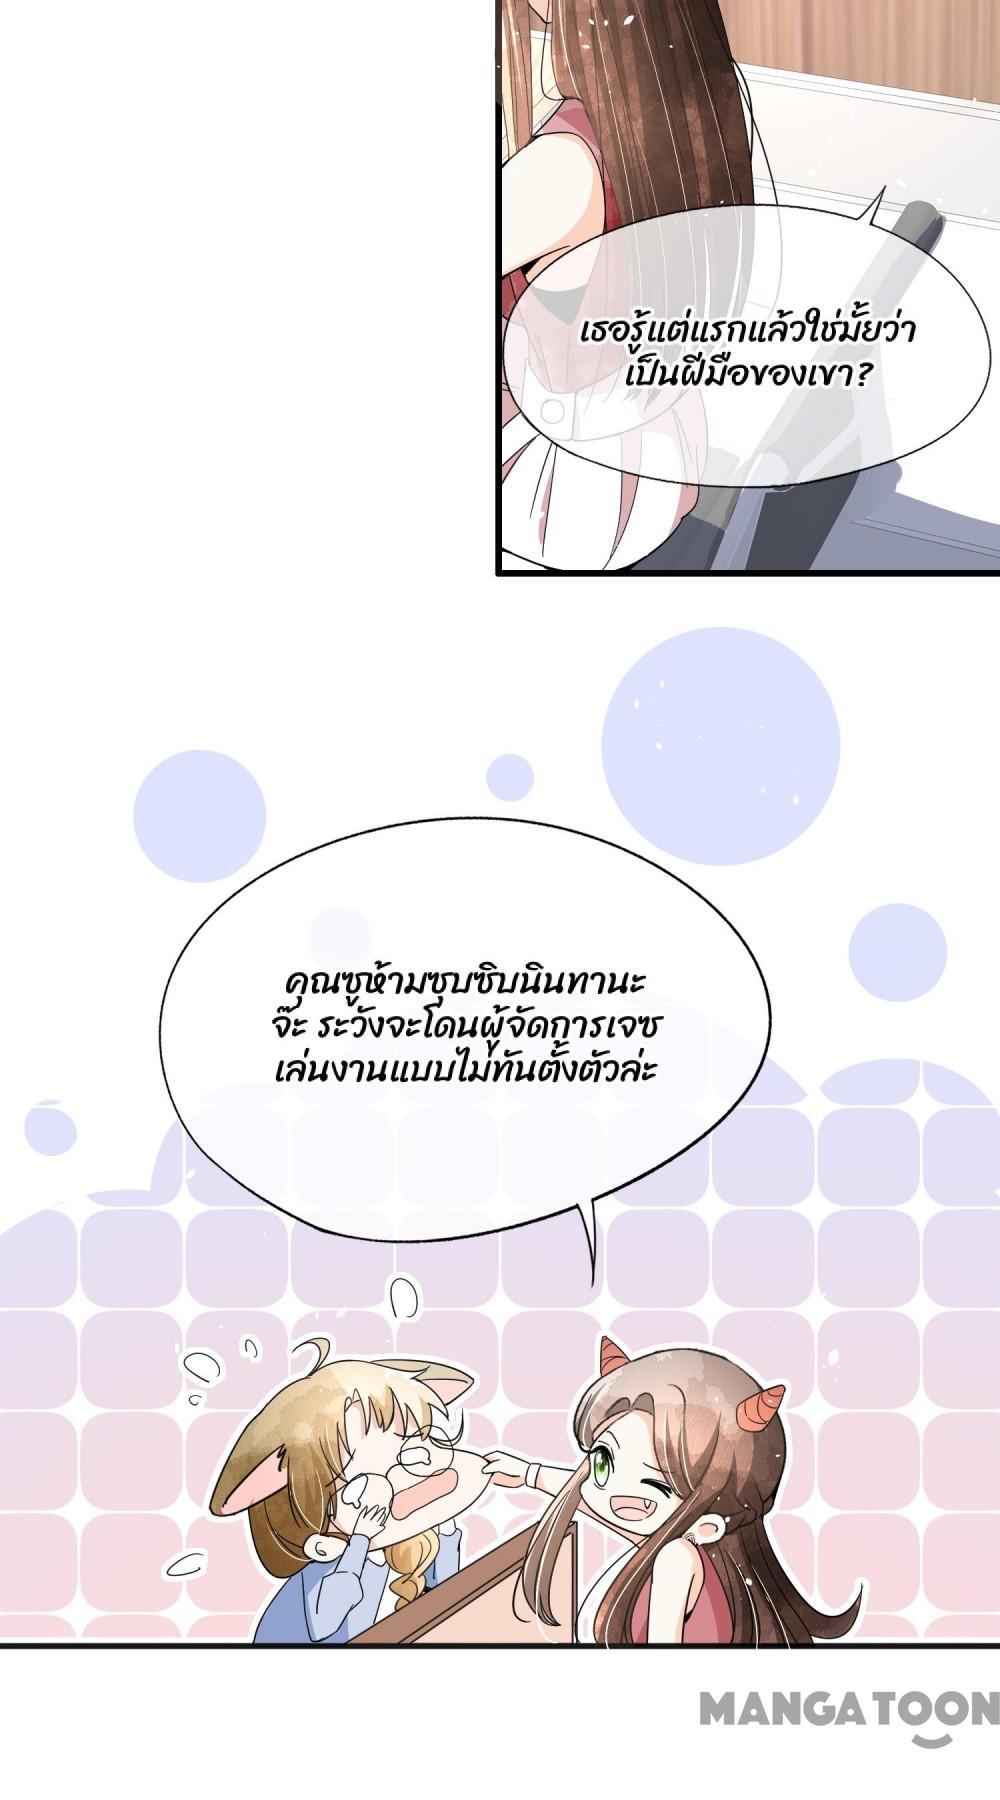 เธอรู้แต่แรกแล้วใช่มั้ยว่า
เป็นฝีมือของเขา?
คุณซูห้ามซุบซิบนินทานะ
จ๊ะ ระวังจะโดนผู้จัดการเจซ
เล่นงานแบบไม่ทันตั้งตัวล่ะ
MANGATOON